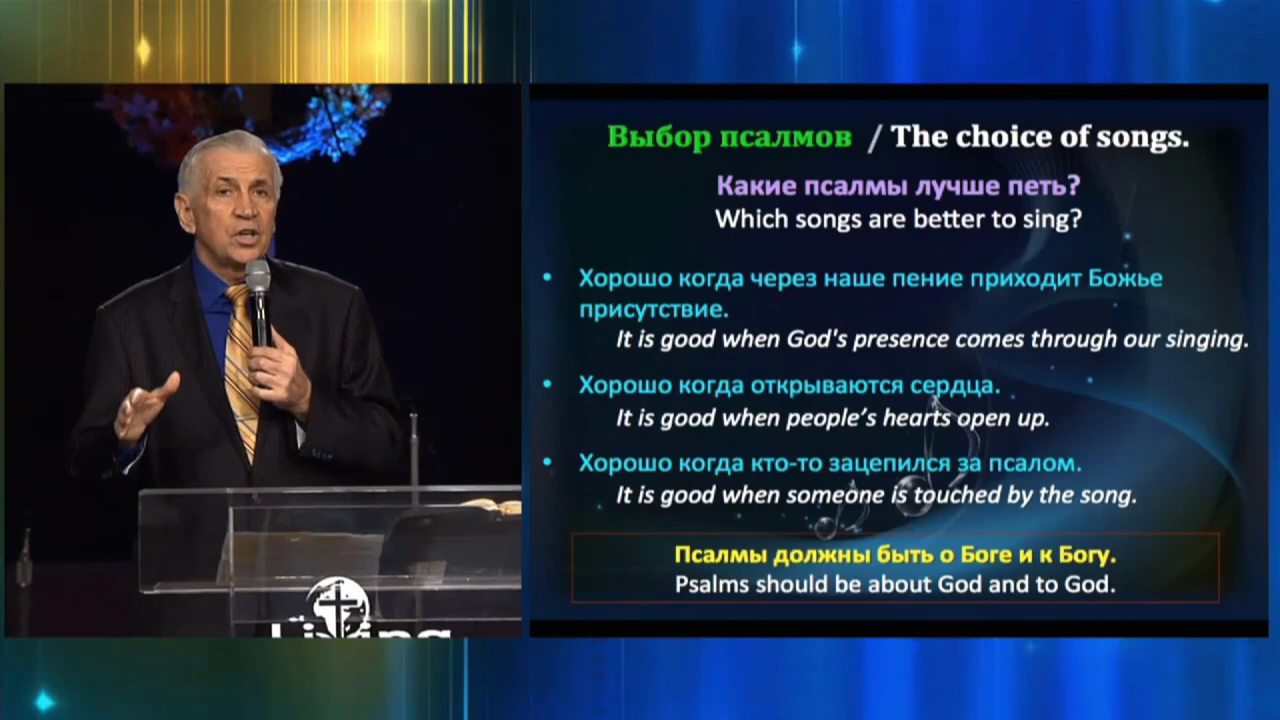 Выбор псалмов / The choice of songs.
Какие псалмы лучше петь?
Which songs are better to sing?
• Хорошо когда через наше пение приходит Божье
присутствие.
It is good when God's presence comes through our singing.
• Хорошо когда открываются сердца.
It is good when people’s hearts open up.
• Хорошо когда кто-то зацепился за псалом.
It is good when someone is touched by the song.
Псалмы должны быть о Боге и к Богу.
Psalms should be about God and to God.
Living